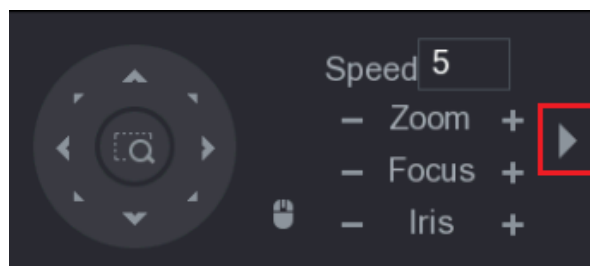 Speed 5
− Zoom +
− Focus +
− Iris +